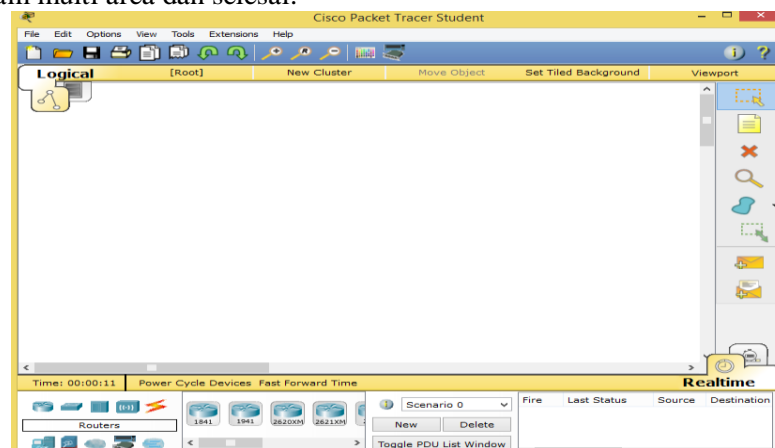 multi area dan selesai.
Cisco Packet Tracer Student
File Edit Options View Tools Extensions Help
Logical [Root] New Cluster Move Object Set Tiled Background Viewport
Time: 00:00:11 Power Cycle Devices Fast Forward Time Realtime
Routers
1841 1941 2620XM 2621XM
Scenario 0
New Delete
Toggle PDU List Window
Fire Last Status Source Destination